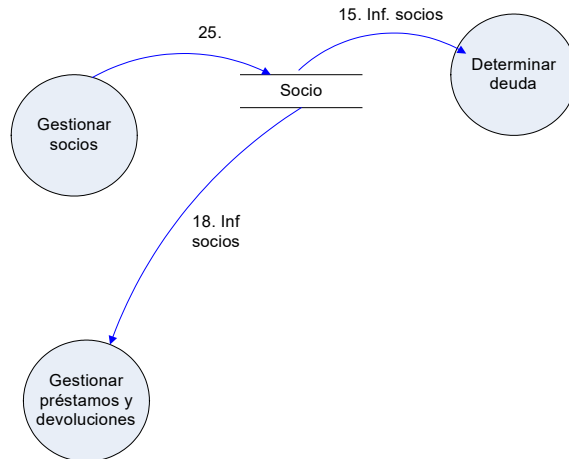 25.
15. Inf. socios
Gestionar
socios
Socio
Determinar
deuda
18. Inf
socios
Gestionar
préstamos y
devoluciones